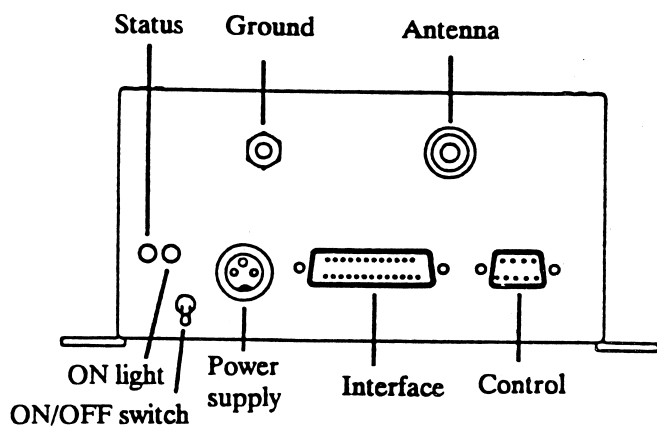 Status
Ground
Antenna
ON light
ON/OFF switch
Power
supply
Interface
Control